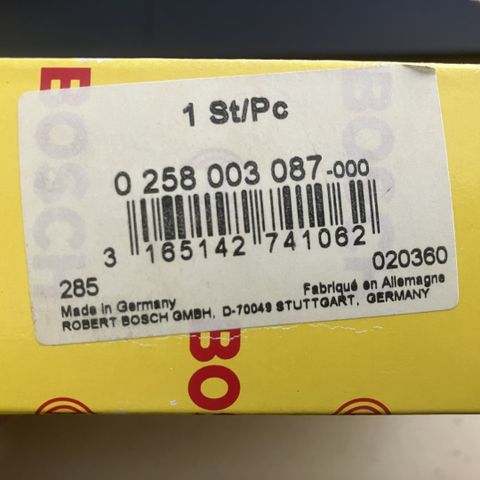 1 St/Pc
0 258 003 087-000
3 165142 741062
285 020360
Made in Germany Fabriqué en Allemagne
ROBERT BOSCH GMBH, D-70049 STUTTGART, GERMANY
BOSCH
BOSCH
BO